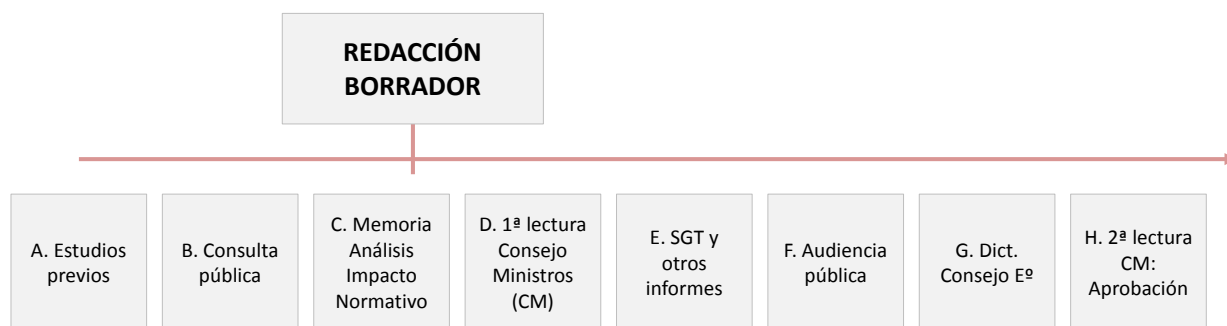 REDACCIÓN
BORRADOR
A. Estudios
previos
B. Consulta
pública
C. Memoria
Análisis
Impacto
Normativo
D. 1ª lectura
Consejo
Ministros
(CM)
E. SGT y
otros
informes
F. Audiencia
pública
G. Dict.
Consejo Eº
H. 2ª lectura
CM:
Aprobación